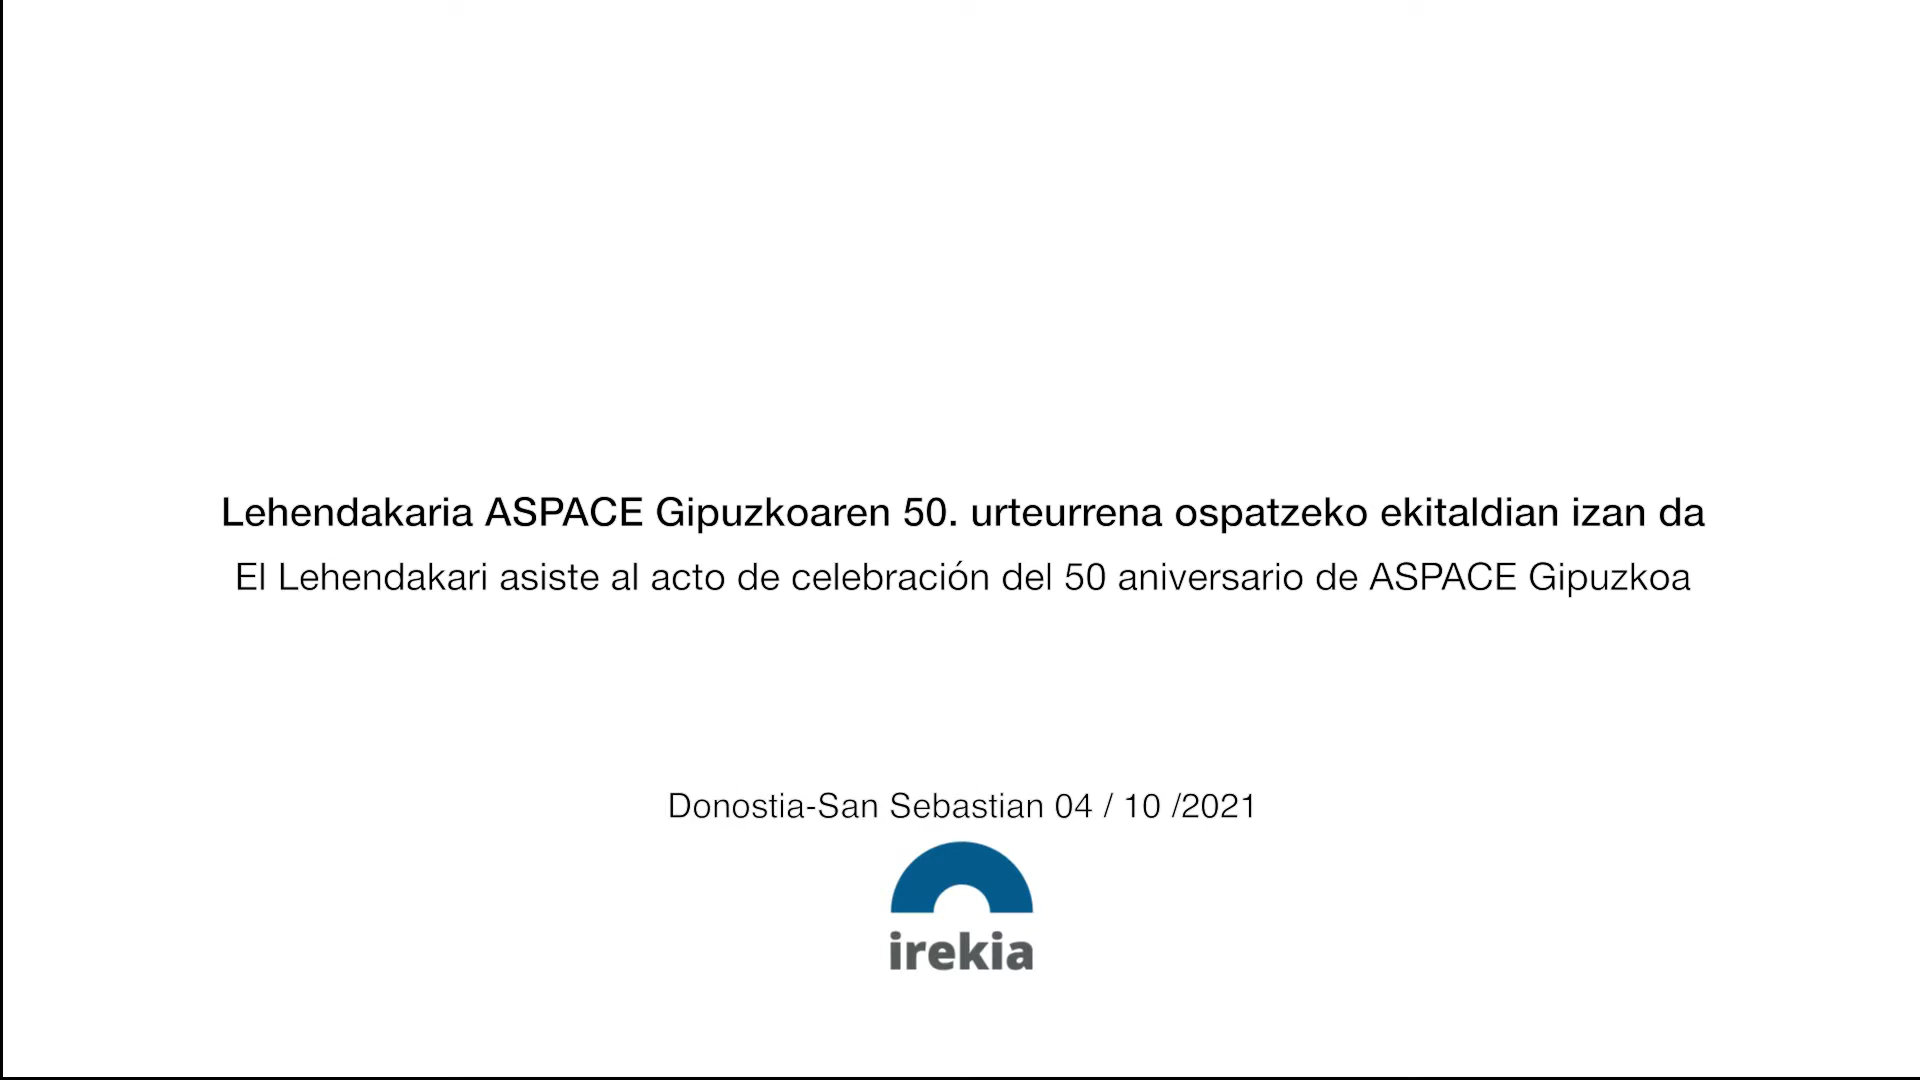 Lehendakaria ASPACE Gipuzkoaren 50. urteurrena ospatzeko ekitaldian izan da
El Lehendakari asiste al acto de celebración del 50 aniversario de ASPACE Gipuzkoa
Donostia-San Sebastian 04 / 10 /2021
irekia